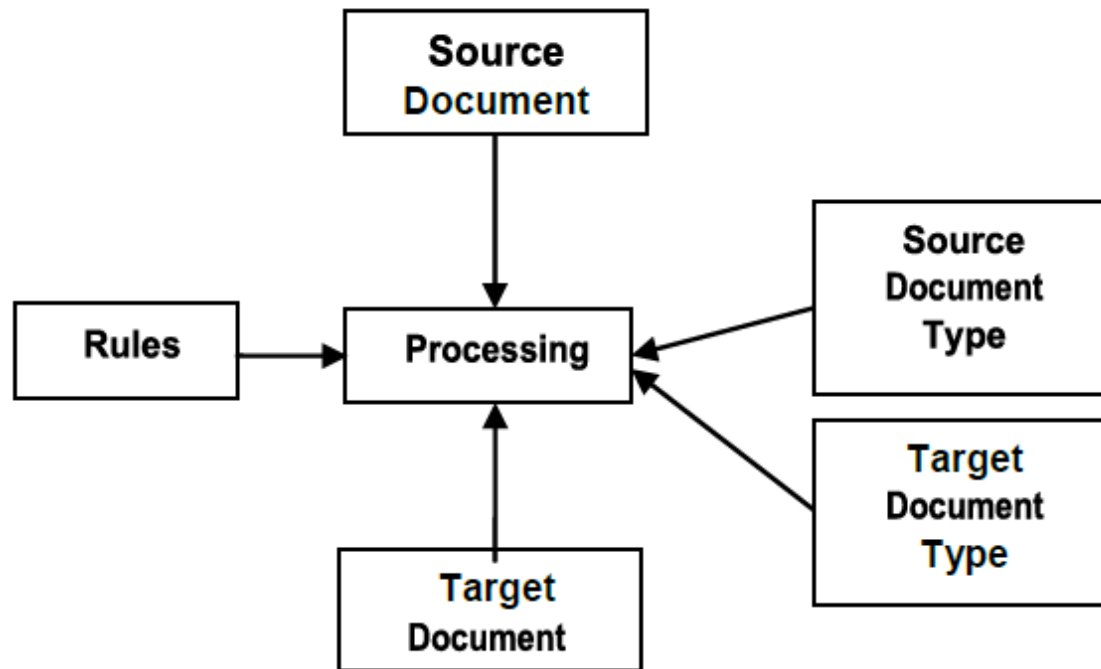 Source
Document
Source
Document
Type
Rules
Processing
Target
Document
Type
Target
Document